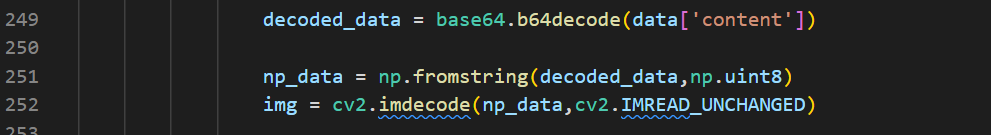 249 decoded_data = base64.b64decode(data['content'])
250
251 np_data = np.fromstring(decoded_data,np.uint8)
252 img = cv2.imdecode(np_data,cv2.IMREAD_UNCHANGED)
253